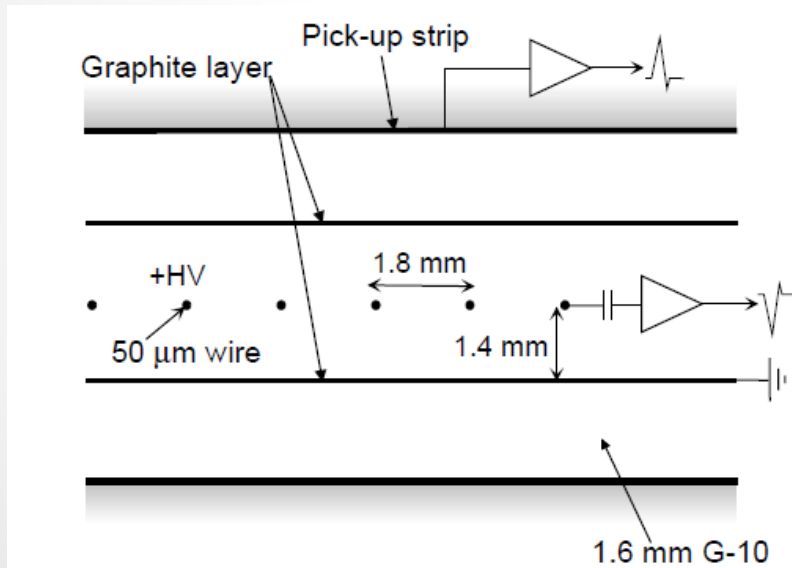 Pick-up strip
Graphite layer
+HV
1.8 mm
50 μm wire
1.4 mm
1.6 mm G-10